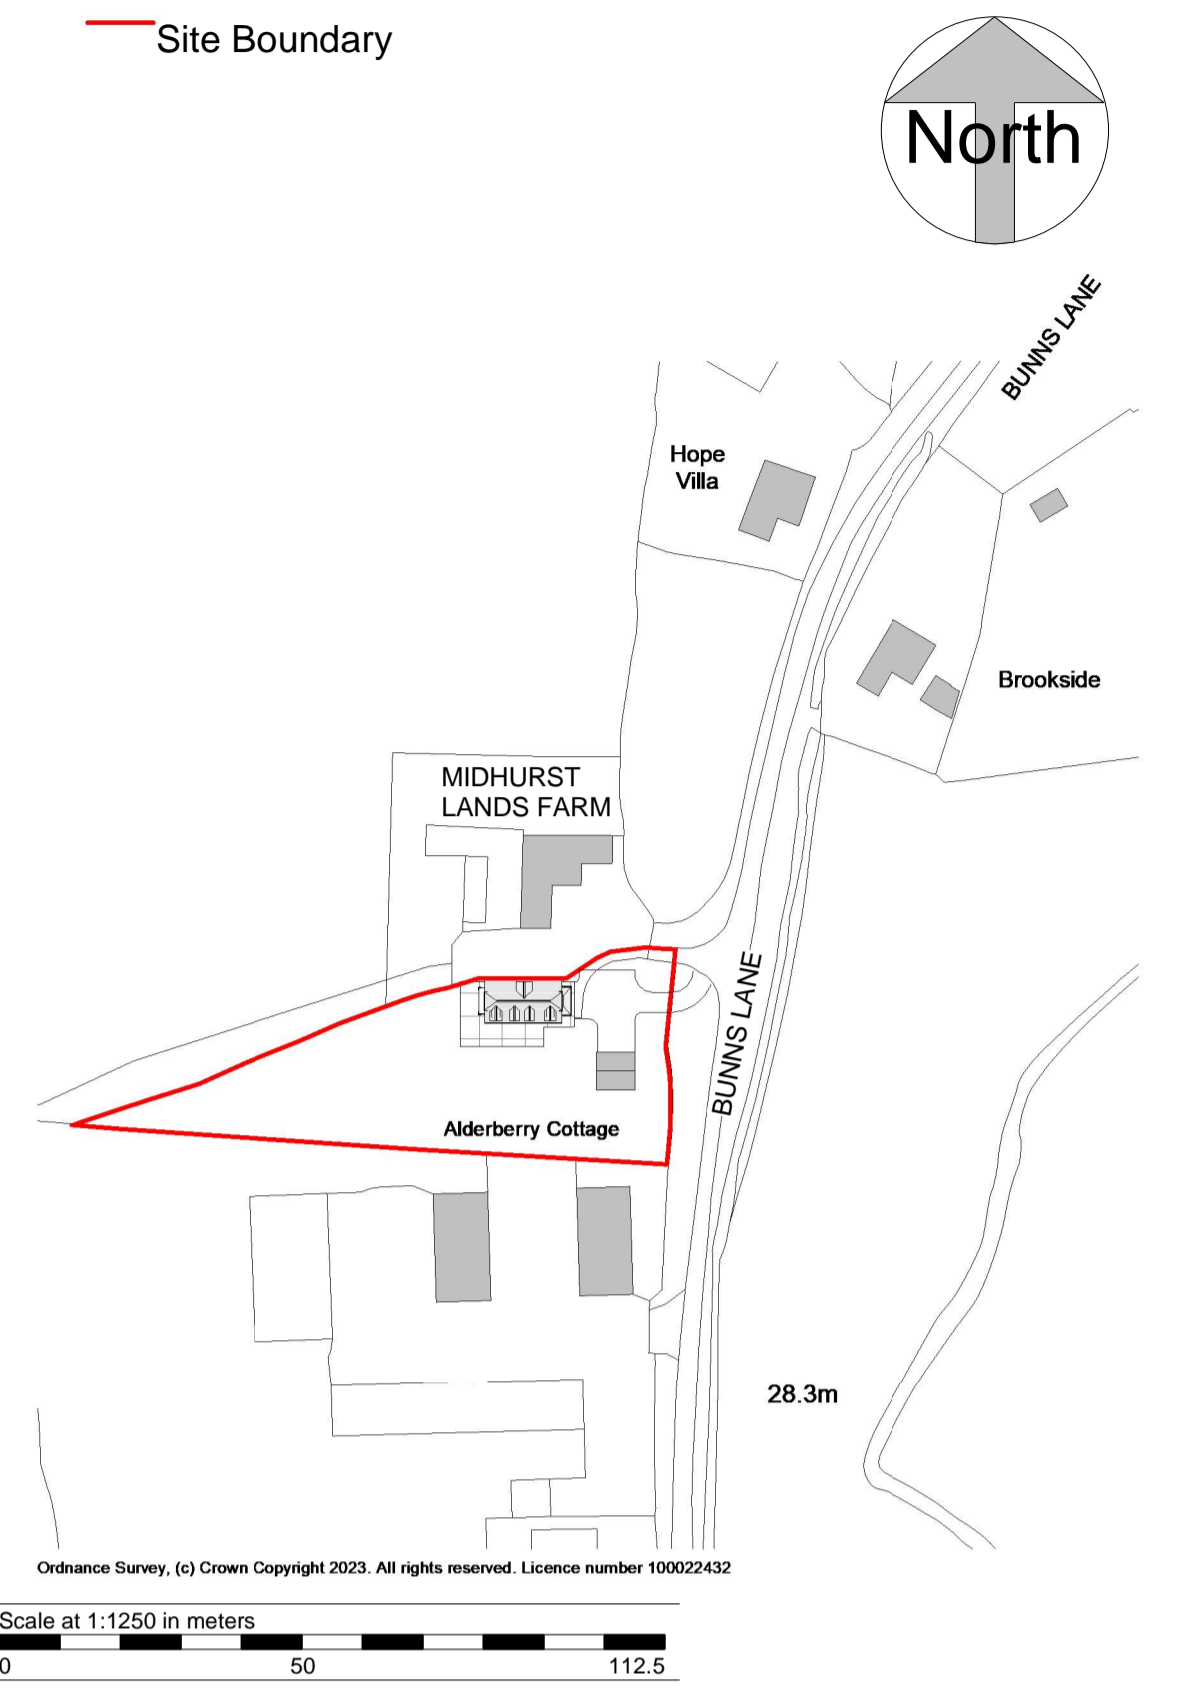 Site Boundary
North
BUNNS LANE
Hope
Villa
Brookside
MIDHURST
LANDS FARM
BUNNS LANE
Alderberry Cottage
28.3m
Ordnance Survey, (c) Crown Copyright 2023. All rights reserved. Licence number 100022432
Scale at 1:1250 in meters
0 50 112.5